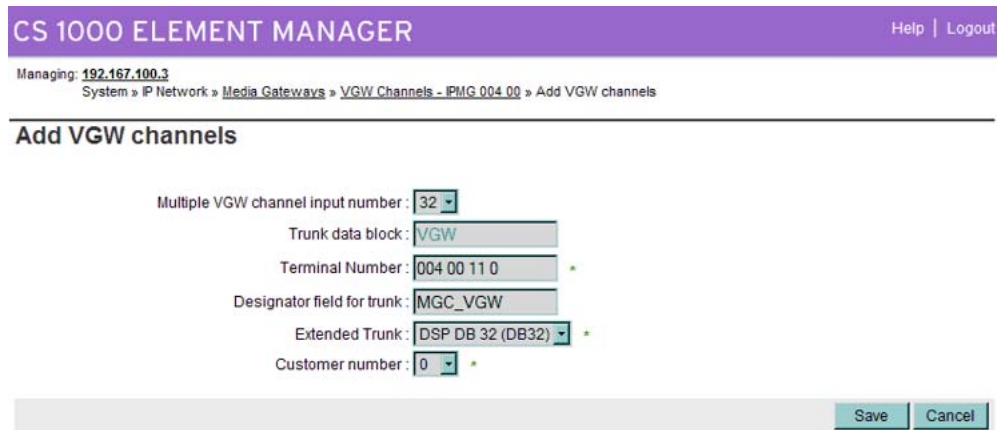 CS 1000 ELEMENT MANAGER Help | Logout
Managing: 192.167.100.3
System » IP Network » Media Gateways » VGW Channels - IPMG 004 00 » Add VGW channels
Add VGW channels
Multiple VGW channel input number : 32
Trunk data block : VGW
Terminal Number : 004 00 11 0 *
Designator field for trunk : MGC_VGW
Extended Trunk : DSP DB 32 (DB32) *
Customer number : 0 *
Save Cancel